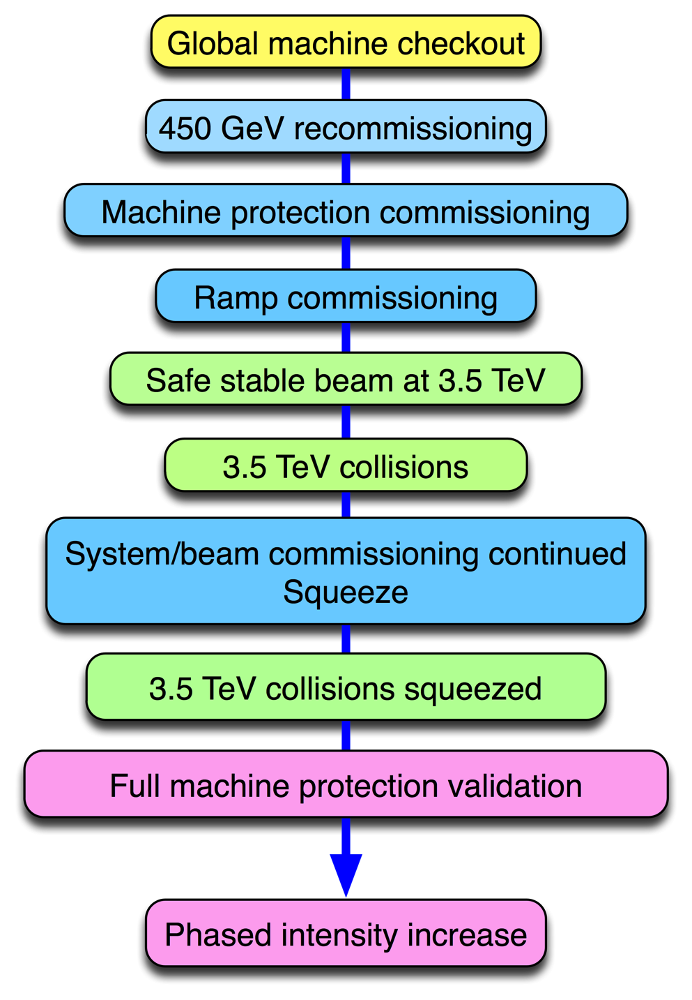 Global machine checkout
450 GeV recommissioning
Machine protection commissioning
Ramp commissioning
Safe stable beam at 3.5 TeV
3.5 TeV collisions
System/beam commissioning continued
Squeeze
3.5 TeV collisions squeezed
Full machine protection validation
Phased intensity increase